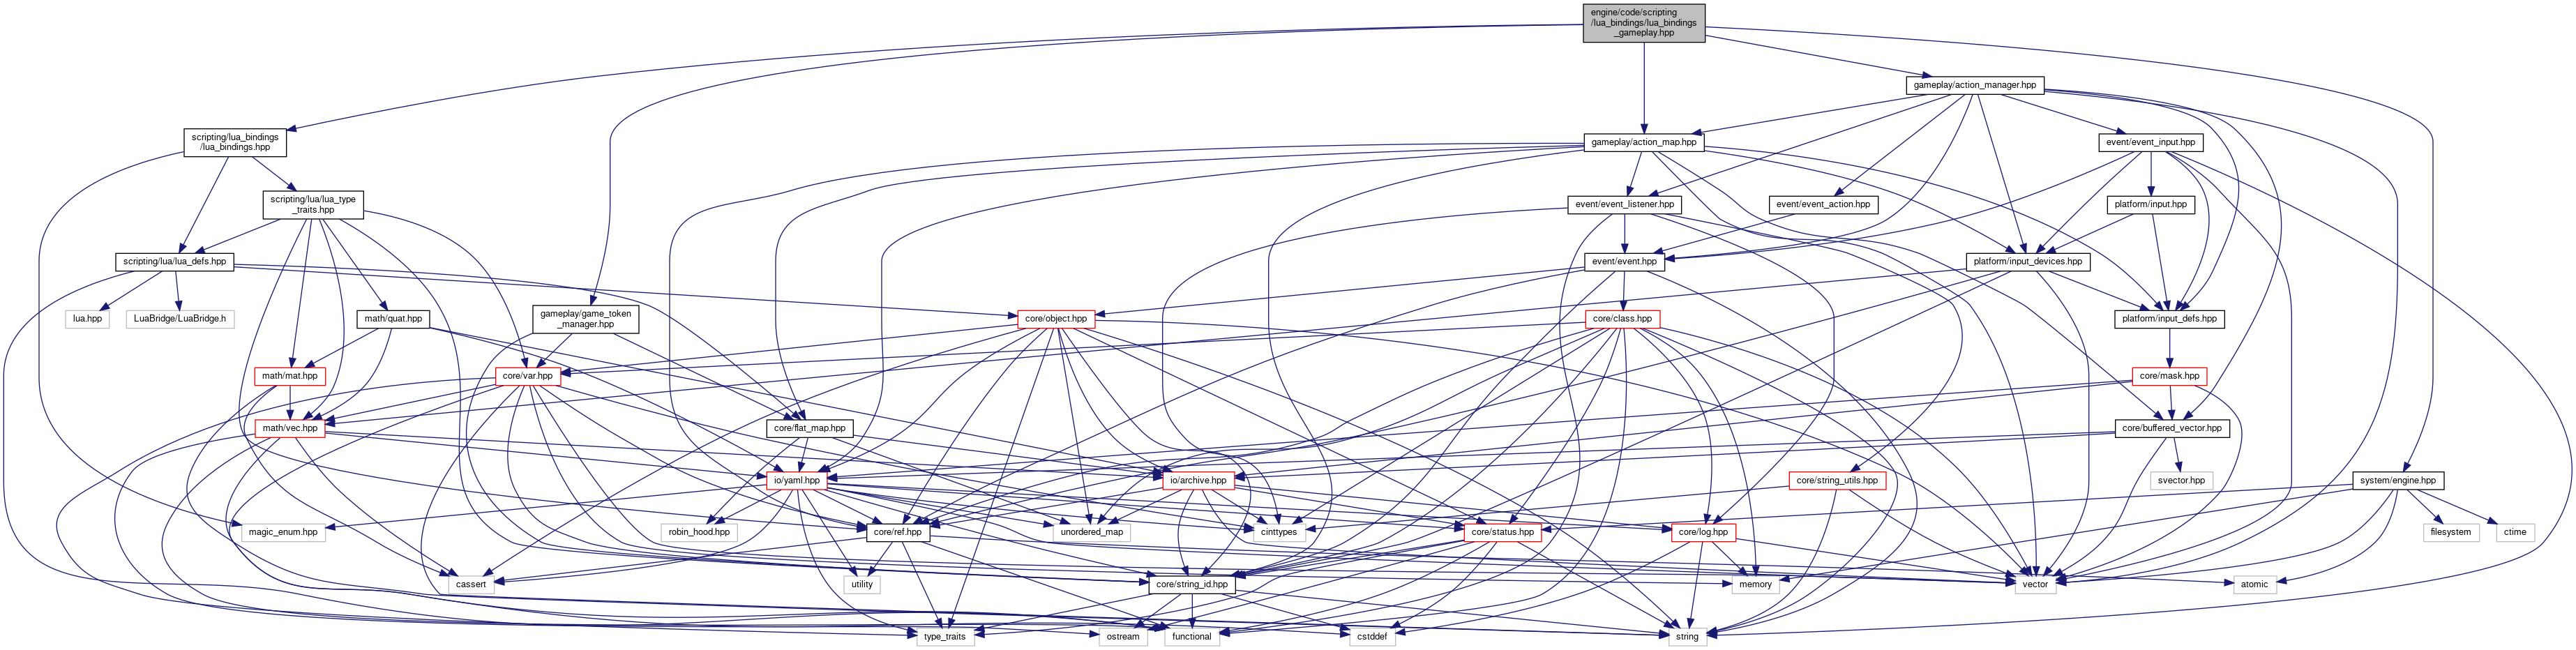 engine/code/scripting
/lua_bindings/lua_bindings
_gameplay.hpp
gameplay/action_manager.hpp
scripting/lua_bindings
/lua_bindings.hpp
gameplay/action_map.hpp
event/event_input.hpp
scripting/lua/lua_type
_traits.hpp
event/event_listener.hpp
event/event_action.hpp
platform/input.hpp
scripting/lua/lua_defs.hpp
event/event.hpp
platform/input_devices.hpp
lua.hpp
LuaBridge/LuaBridge.h
math/quat.hpp
gameplay/game_token
_manager.hpp
core/object.hpp
core/class.hpp
platform/input_defs.hpp
math/mat.hpp
core/var.hpp
core/mask.hpp
math/vec.hpp
core/flat_map.hpp
core/buffered_vector.hpp
io/yaml.hpp
io/archive.hpp
core/string_utils.hpp
svector.hpp
system/engine.hpp
magic_enum.hpp
robin_hood.hpp
core/ref.hpp
unordered_map
cinttypes
core/status.hpp
core/log.hpp
filesystem
ctime
cassert
utility
core/string_id.hpp
memory
vector
atomic
type_traits
ostream
functional
cstddef
string